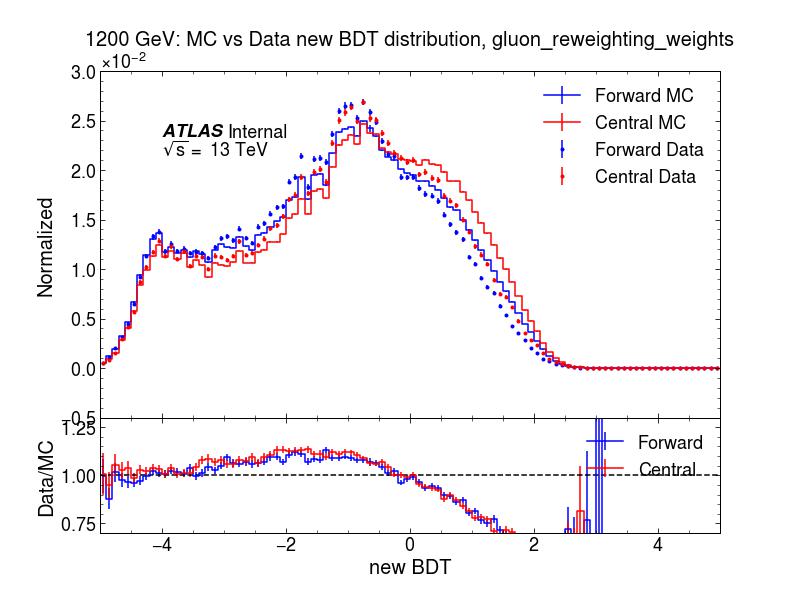 1200 GeV: MC vs Data new BDT distribution, gluon_reweighting_weights
×10⁻²
3.0
2.5
2.0
1.5
1.0
0.5
0.0
−0.5
Normalized
ATLAS Internal
√s = 13 TeV
Forward MC
Central MC
Forward Data
Central Data
1.25
1.00
0.75
Data/MC
Forward
Central
−4 −2 0 2 4
new BDT